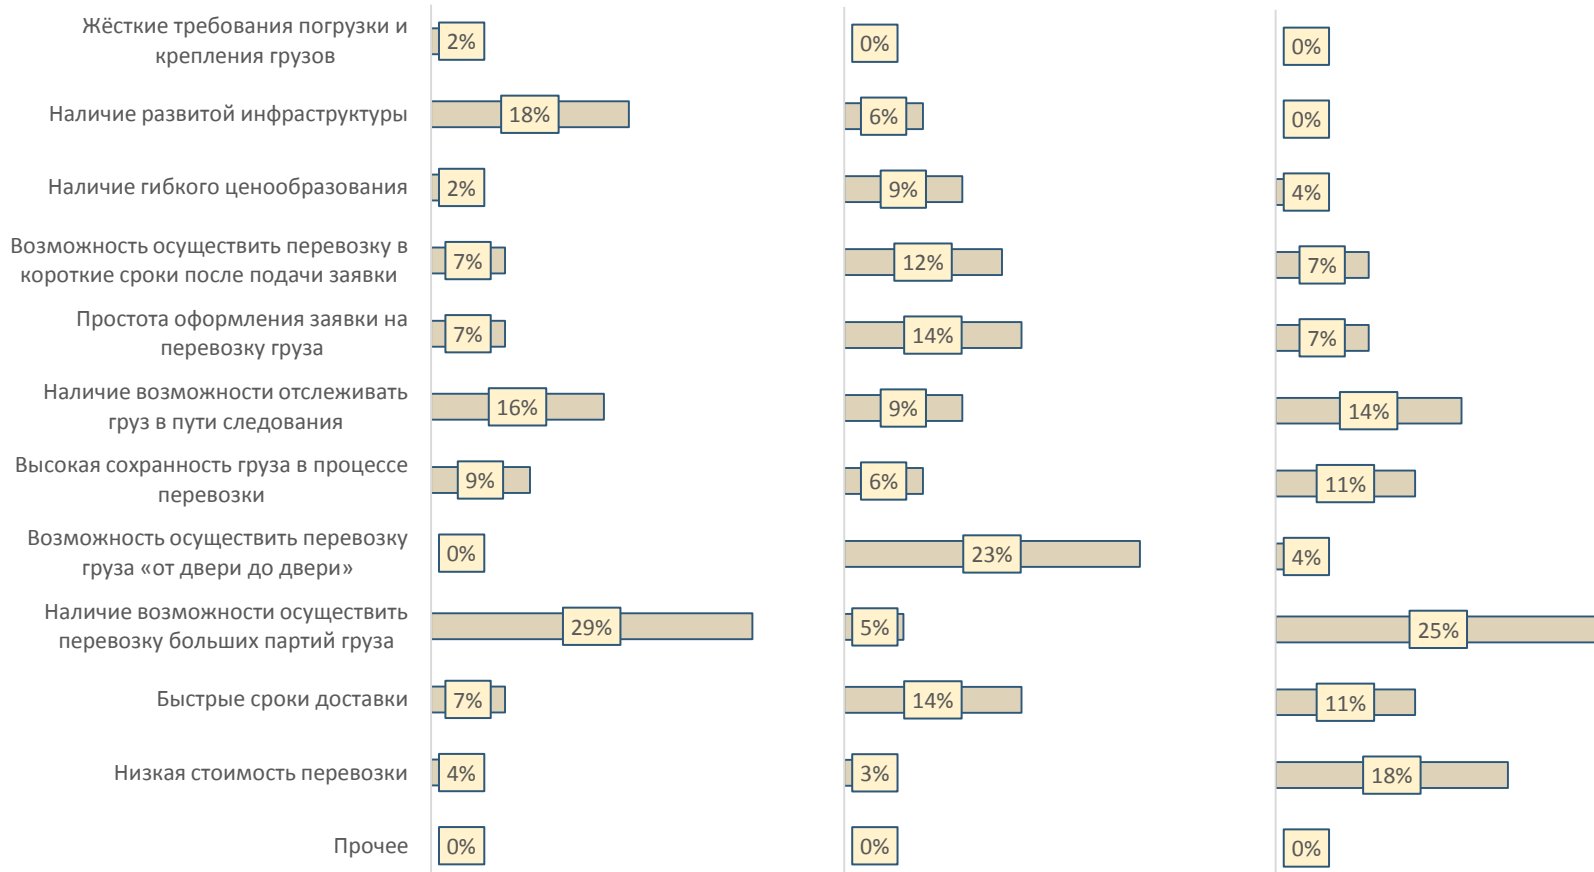 Жёсткие требования погрузки и
крепления грузов
2%
0%
0%
Наличие развитой инфраструктуры
18%
6%
0%
Наличие гибкого ценообразования
2%
9%
4%
Возможность осуществить перевозку в
короткие сроки после подачи заявки
7%
12%
7%
Простота оформления заявки на
перевозку груза
7%
14%
7%
Наличие возможности отслеживать
груз в пути следования
16%
9%
14%
Высокая сохранность груза в процессе
перевозки
9%
6%
11%
Возможность осуществить перевозку
груза «от двери до двери»
0%
23%
4%
Наличие возможности осуществить
перевозку больших партий груза
29%
5%
25%
Быстрые сроки доставки
7%
14%
11%
Низкая стоимость перевозки
4%
3%
18%
Прочее
0%
0%
0%